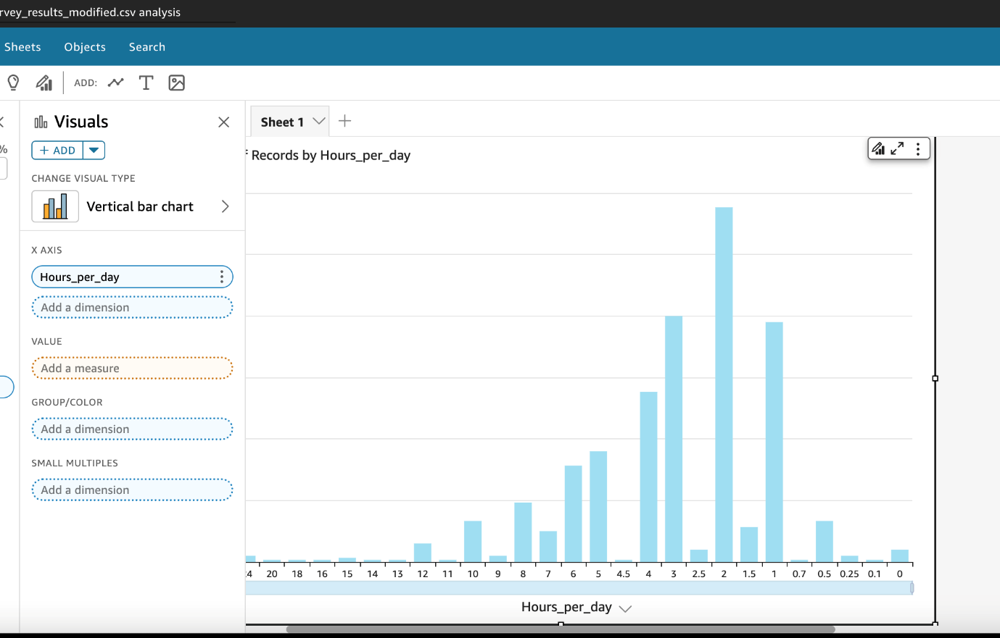 rvey_results_modified.csv analysis
Sheets Objects Search
ADD:
Visuals
Sheet 1
%
+ ADD
Records by Hours_per_day
CHANGE VISUAL TYPE
Vertical bar chart
X AXIS
Hours_per_day
Add a dimension
VALUE
Add a measure
GROUP/COLOR
Add a dimension
SMALL MULTIPLES
Add a dimension
4 20 18 16 15 14 13 12 11 10 9 8 7 6 5 4.5 4 3 2.5 2 1.5 1 0.7 0.5 0.25 0.1 0
Hours_per_day